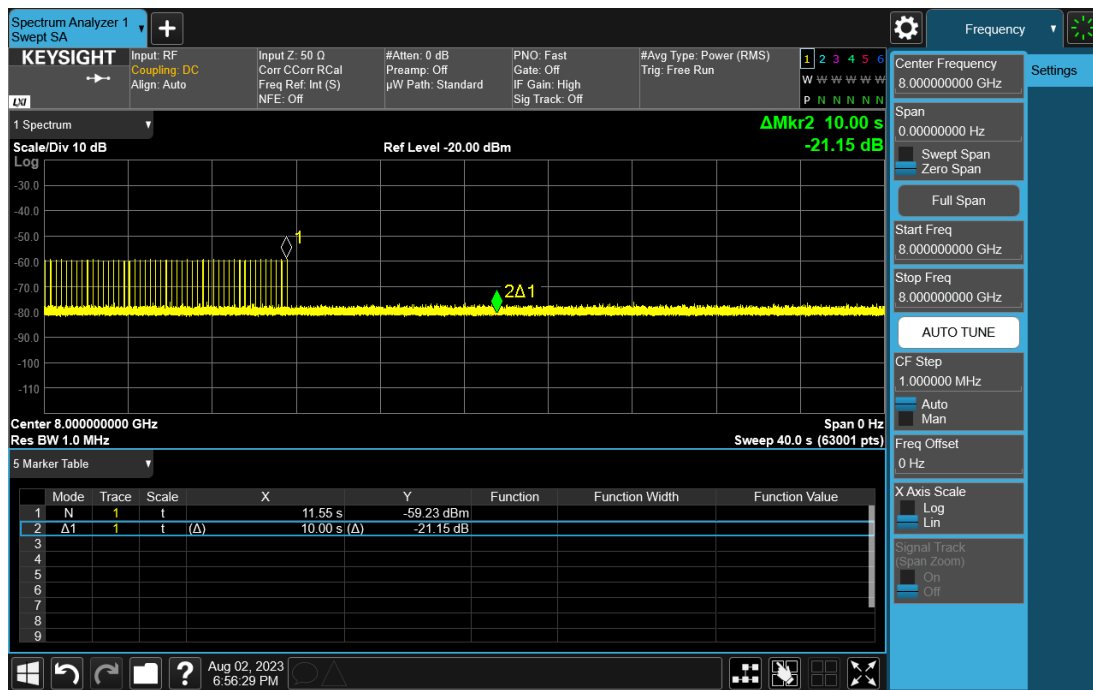 Spectrum Analyzer 1
Swept SA
+
Frequency
KEYSIGHT
LXI
Input: RF
Coupling: DC
Align: Auto
Input Z: 50 Ω
Corr CCorr RCal
Freq Ref: Int (S)
NFE: Off
#Atten: 0 dB
Preamp: Off
µW Path: Standard
PNO: Fast
Gate: Off
IF Gain: High
Sig Track: Off
#Avg Type: Power (RMS)
Trig: Free Run
1 2 3 4 5 6
W W W W W W
P N N N N N
1 Spectrum
Scale/Div 10 dB
Ref Level -20.00 dBm
ΔMkr2 10.00 s
-21.15 dB
Log
-30.0
-40.0
-50.0
-60.0
-70.0
-80.0
-90.0
-100
-110
1
2Δ1
Center 8.000000000 GHz
Span 0 Hz
Res BW 1.0 MHz
Sweep 40.0 s (63001 pts)
5 Marker Table
Mode Trace Scale X Y Function Function Width Function Value
1 N 1 t 11.55 s -59.23 dBm
2 Δ1 1 t (Δ) 10.00 s (Δ) -21.15 dB
3
4
5
6
7
8
9
Center Frequency
8.000000000 GHz
Settings
Span
0.00000000 Hz
Swept Span
Zero Span
Full Span
Start Freq
8.000000000 GHz
Stop Freq
8.000000000 GHz
AUTO TUNE
CF Step
1.000000 MHz
Auto
Man
Freq Offset
0 Hz
X Axis Scale
Log
Lin
Signal Track
(Span Zoom)
On
Off
?
Aug 02, 2023
6:56:29 PM